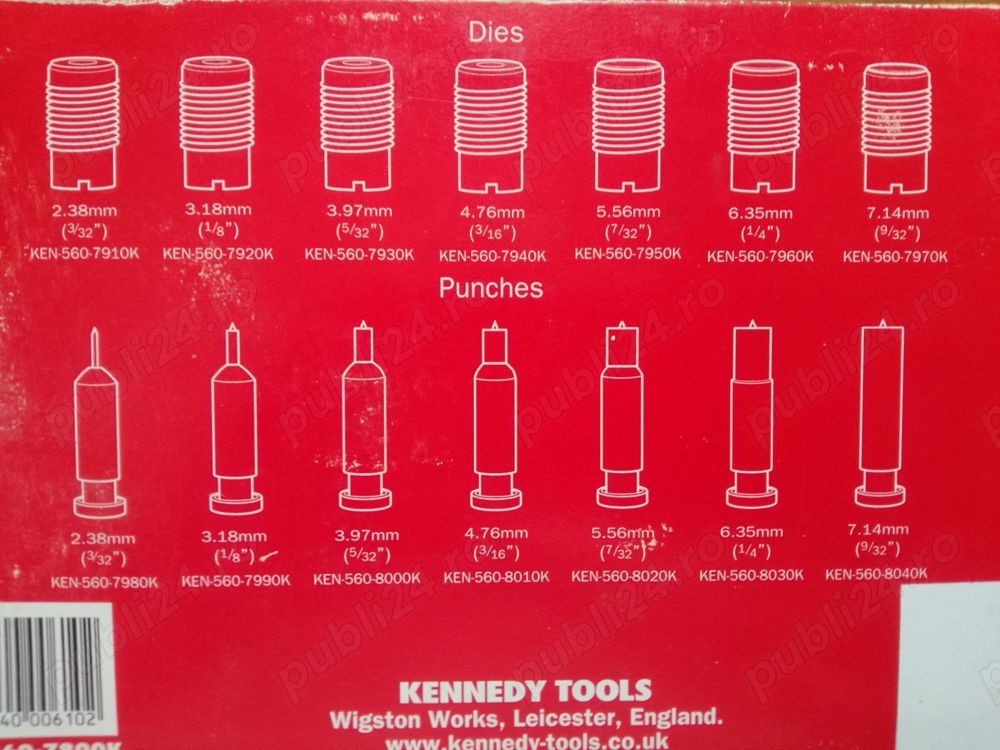 Dies
2.38mm 3.18mm 3.97mm 4.76mm 5.56mm 6.35mm 7.14mm
(3/32") (1/8") (5/32") (3/16") (7/32") (1/4") (9/32")
KEN-560-7910K KEN-560-7920K KEN-560-7930K KEN-560-7940K KEN-560-7950K KEN-560-7960K KEN-560-7970K
Punches
2.38mm 3.18mm 3.97mm 4.76mm 5.56mm 6.35mm 7.14mm
(3/32") (1/8") (5/32") (3/16") (7/32") (1/4") (9/32")
KEN-560-7980K KEN-560-7990K KEN-560-8000K KEN-560-8010K KEN-560-8020K KEN-560-8030K KEN-560-8040K
40 006102
KENNEDY TOOLS
Wigston Works, Leicester, England.
www.kennedy-tools.co.uk
publi24.ro